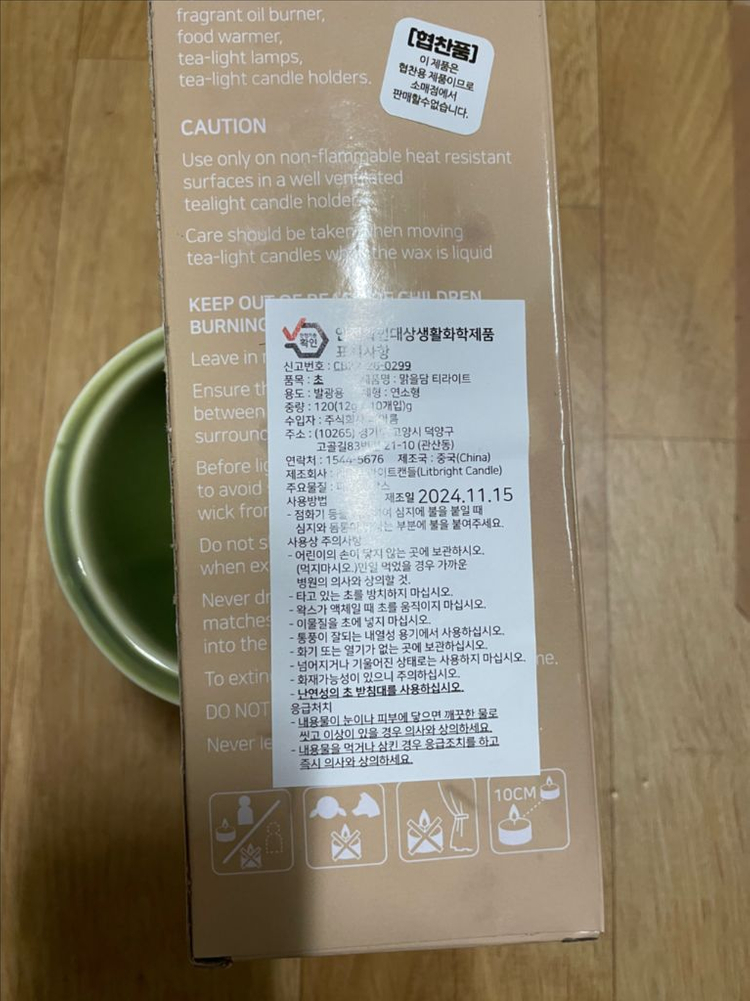 fragrant oil burner,
food warmer,
tea-light lamps,
tea-light candle holders.
[협찬품]
이 제품은
협찬용 제품이므로
소매점에서
판매할수없습니다.
CAUTION
Use only on non-flammable heat resistant
surfaces in a well ventilated
tealight candle holder
Care should be taken when moving
tea-light candles when the wax is liquid
KEEP OUT OF REACH OF CHILDREN
BURNING
Leave in
Ensure th
between
surroun
Before lig
to avoid
wick from
Do not s
when ex
Never dr
matches
into the
To extin
me.
DO NOT
Never le
확인
안전확인대상생활화학제품
표시사항
신고번호 : 0299
품목 : 초 제품명 : 맑을담 티라이트
용도 : 발광용 제형 : 연소형
중량 : 120(12g 10개입)g
수입자 :
주소 : (10265) 경기도 고양시 덕양구
고골길83번길 21-10 (관산동)
연락처 : 1544-5676 제조국 : 중국(China)
제조회사 : 이트캔들(Litbright Candle)
주요물질 :
사용방법 제조일 2024.11.15
- 점화기 등을 심지에 불을 붙일 때
심지와 부분에 불을 붙여주세요.
사용상 주의사항
- 어린이의 손이 닿지 않는 곳에 보관하시오.
(먹지마시오.)만일 먹었을 경우 가까운
병원의 의사와 상의할 것.
- 타고 있는 초를 방치하지 마십시오.
- 왁스가 액체일 때 초를 움직이지 마십시오.
- 이물질을 초에 넣지 마십시오.
- 통풍이 잘되는 내열성 용기에서 사용하십시오.
- 화기 또는 열기가 없는 곳에 보관하십시오.
- 넘어지거나 기울어진 상태로는 사용하지 마십시오.
- 화재가능성이 있으니 주의하십시오.
- 난연성의 초 받침대를 사용하십시오.
응급처치
- 내용물이 눈이나 피부에 닿으면 깨끗한 물로
씻고 이상이 있을 경우 의사와 상의하세요.
- 내용물을 먹거나 삼킨 경우 응급조치를 하고
즉시 의사와 상의하세요.
10CM